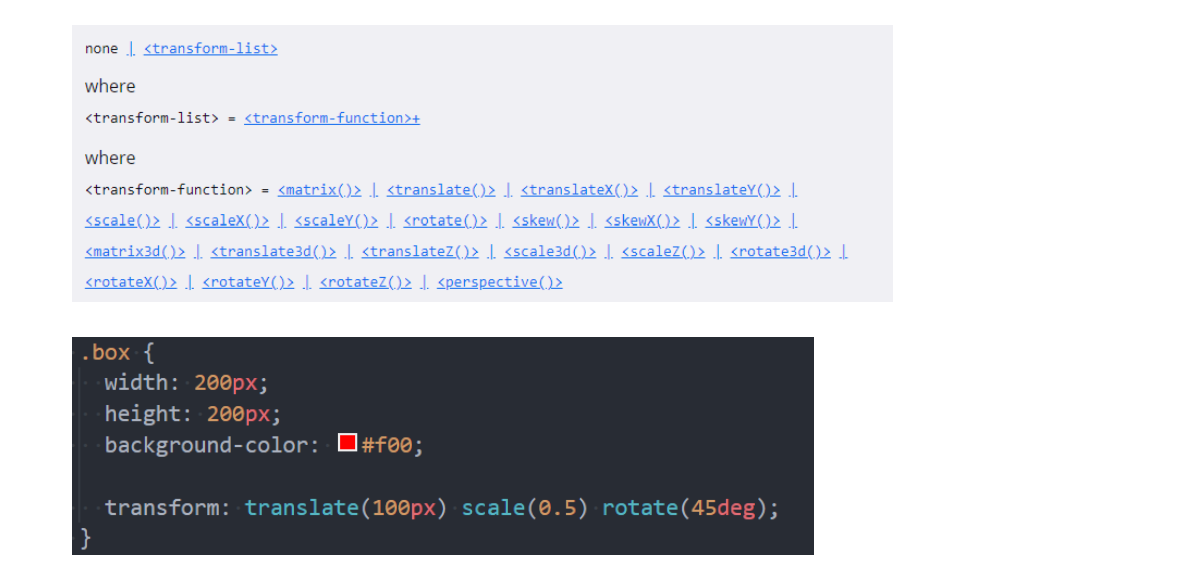 none | <transform-list>
where
<transform-list> = <transform-function>+
where
<transform-function> = <matrix()> | <translate()> | <translateX()> | <translateY()> |
<scale()> | <scaleX()> | <scaleY()> | <rotate()> | <skew()> | <skewX()> | <skewY()> |
<matrix3d()> | <translate3d()> | <translateZ()> | <scale3d()> | <scaleZ()> | <rotate3d()> |
<rotateX()> | <rotateY()> | <rotateZ()> | <perspective()>
.box {
width: 200px;
height: 200px;
background-color: #f00;
transform: translate(100px) scale(0.5) rotate(45deg);
}